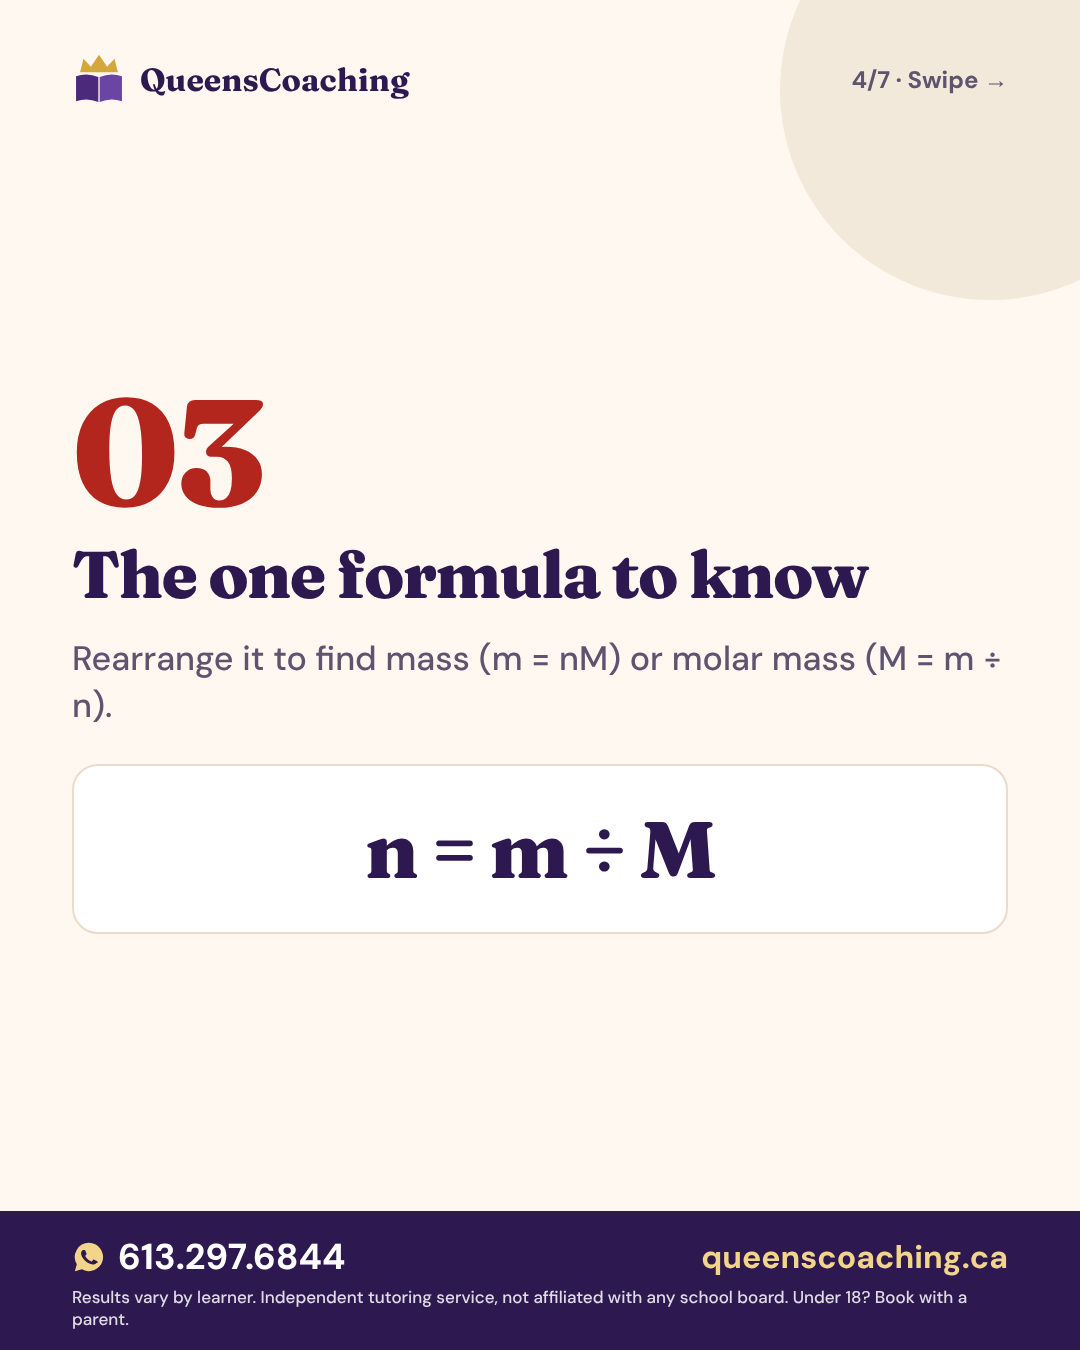 QueensCoaching
4/7 · Swipe →
03
The one formula to know
Rearrange it to find mass (m = nM) or molar mass (M = m ÷
n).
n = m ÷ M
613.297.6844
queenscoaching.ca
Results vary by learner. Independent tutoring service, not affiliated with any school board. Under 18? Book with a
parent.